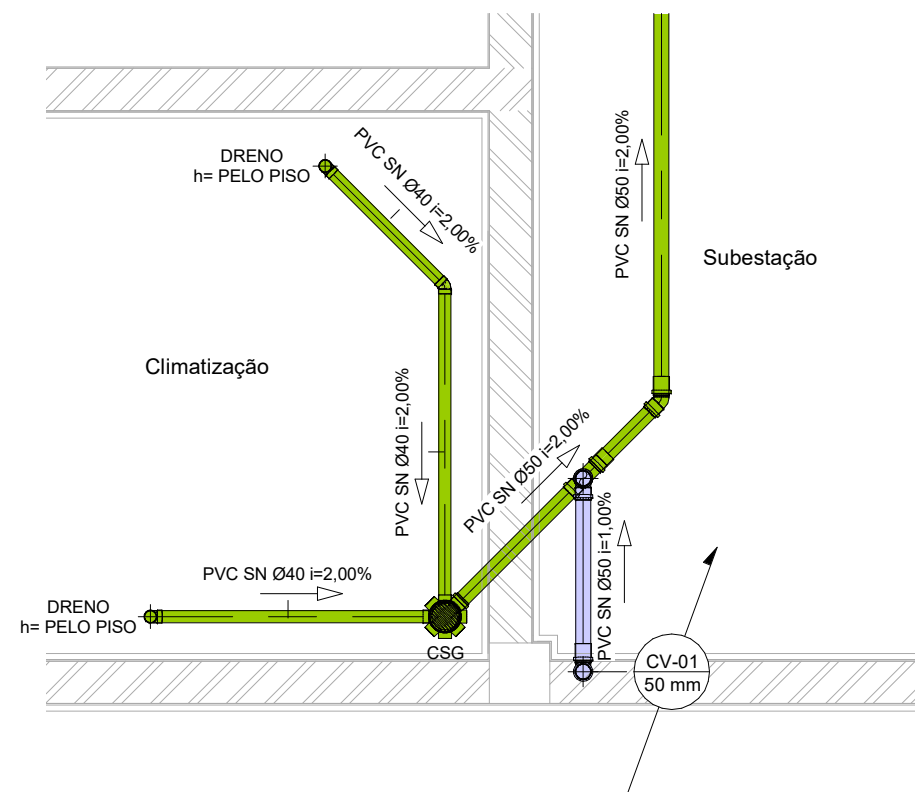 DRENO
h= PELO PISO
PVC SN Ø40 i=2,00%
PVC SN Ø50 i=2,00%
Subestação
Climatização
PVC SN Ø40 i=2,00%
PVC SN Ø50 i=2,00%
PVC SN Ø50 i=1,00%
PVC SN Ø40 i=2,00%
DRENO
h= PELO PISO
CSG
CV-01
50 mm